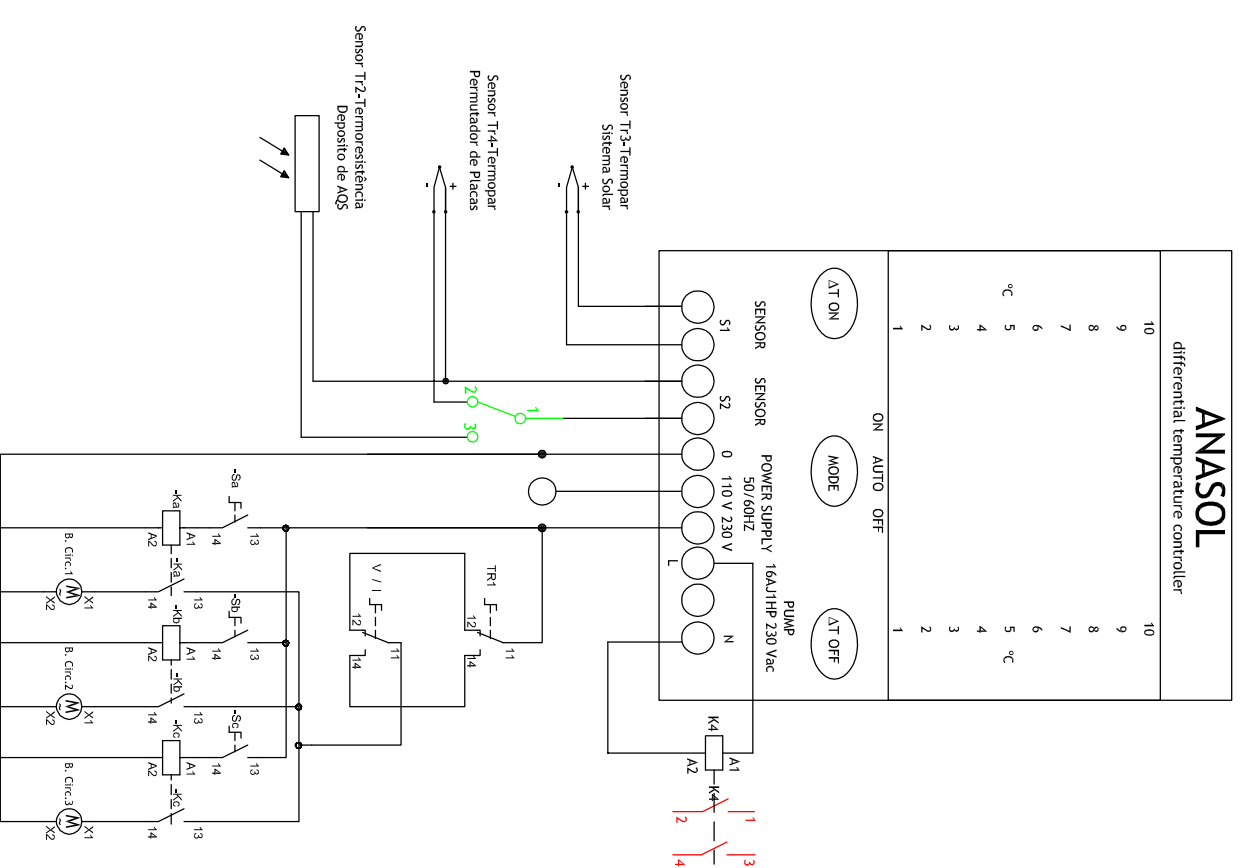 ANASOL
differential temperature controller
10
9
8
7
6
5
4
3
2
1
°C
10
9
8
7
6
5
4
3
2
1
°C
ON AUTO OFF
ΔT ON
MODE
ΔT OFF
SENSOR
S1
SENSOR
S2
POWER SUPPLY
50/60HZ
0
110 V
230 V
PUMP
16AJ1HP 230 Vac
L
N
Sensor Tr3-Termopar
Sistema Solar
+
-
Sensor Tr4-Termopar
Permutador de Placas
+
-
Sensor Tr2-Termoresistência
Deposito de AQS
1
2
3
K4
A1
A2
K4
1
2
3
4
TR1
11
12
14
V / I
11
12
14
-Sa
13
14
-Ka
A1
A2
-Ka
13
14
B. Circ.1
M
~
X1
X2
-Sb
13
14
-Kb
A1
A2
-Kb
13
14
B. Circ.2
M
~
X1
X2
-Sc
13
14
-Kc
A1
A2
-Kc
13
14
B. Circ.3
M
~
X1
X2